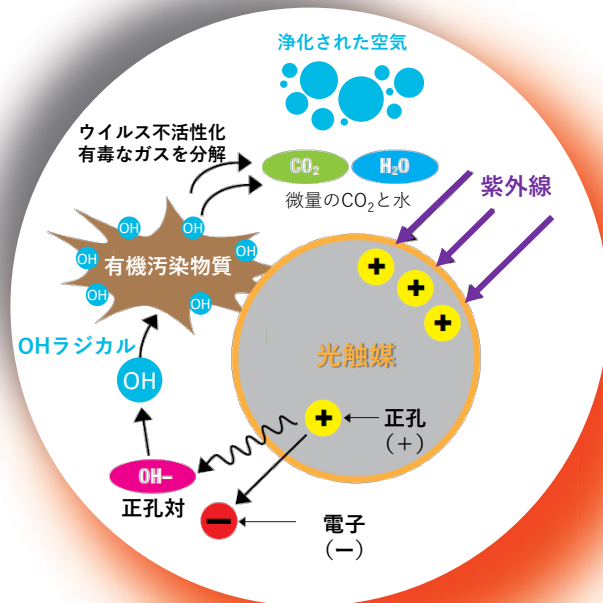 浄化された空気
ウイルス不活性化
有毒なガスを分解
CO₂
H₂O
微量のCO₂と水
紫外線
OH
OH
OH
OH
有機汚染物質
OH
OH
OH
+
+
+
光触媒
OHラジカル
OH
+
正孔
(+)
OH−
正孔対
−
電子
(−)